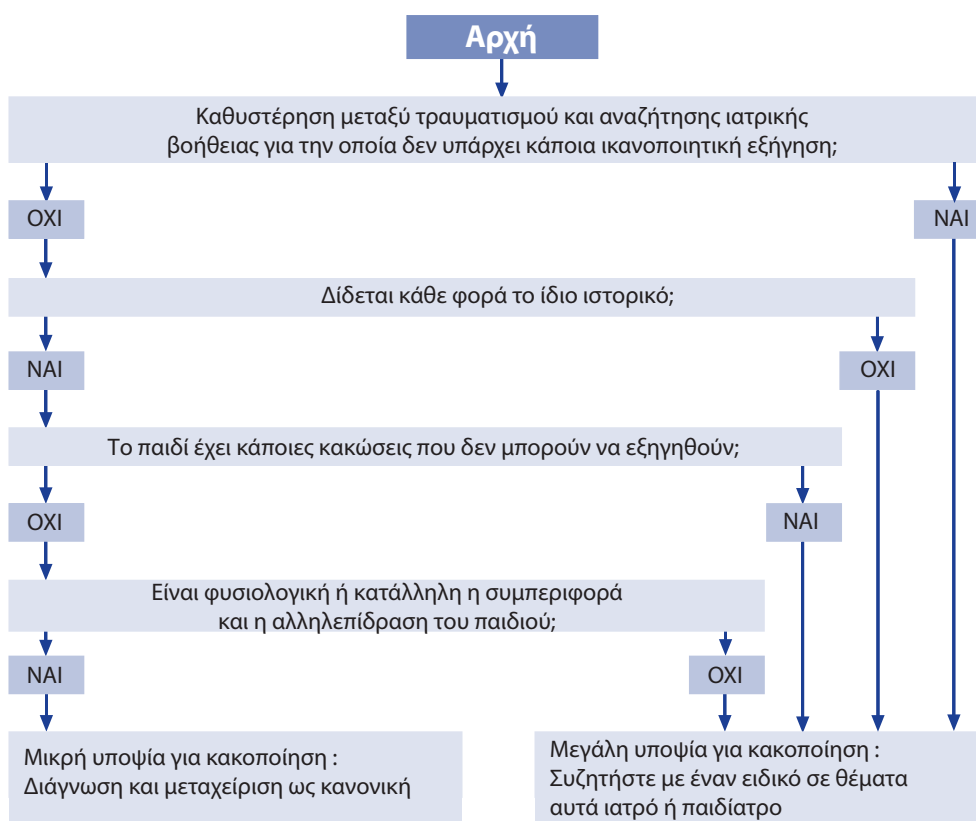 Αρχή
Καθυστέρηση μεταξύ τραυματισμού και αναζήτησης ιατρικής
βοήθειας για την οποία δεν υπάρχει κάποια ικανοποιητική εξήγηση;
ΟΧΙ
ΝΑΙ
Δίδεται κάθε φορά το ίδιο ιστορικό;
ΝΑΙ
ΟΧΙ
Το παιδί έχει κάποιες κακώσεις που δεν μπορούν να εξηγηθούν;
ΟΧΙ
ΝΑΙ
Είναι φυσιολογική ή κατάλληλη η συμπεριφορά
και η αλληλεπίδραση του παιδιού;
ΝΑΙ
ΟΧΙ
Μικρή υποψία για κακοποίηση :
Διάγνωση και μεταχείριση ως κανονική
Μεγάλη υποψία για κακοποίηση :
Συζητήστε με έναν ειδικό σε θέματα
αυτά ιατρό ή παιδίατρο